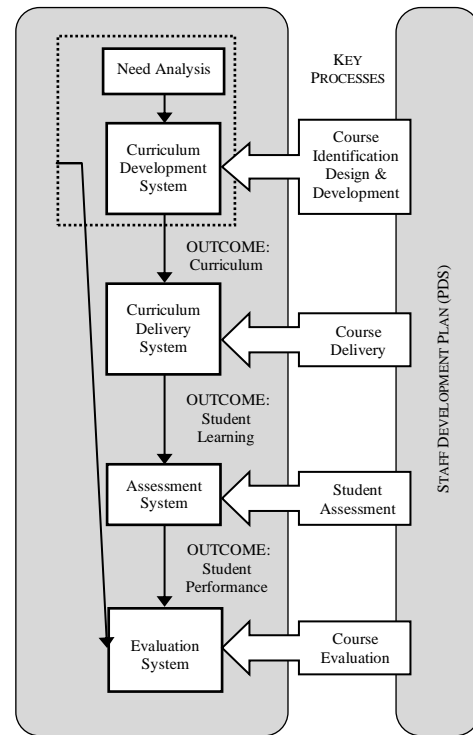 Need Analysis
KEY
PROCESSES
Curriculum
Development
System
Course
Identification
Design &
Development
OUTCOME:
Curriculum
Curriculum
Delivery
System
Course
Delivery
OUTCOME:
Student
Learning
Assessment
System
Student
Assessment
OUTCOME:
Student
Performance
Evaluation
System
Course
Evaluation
STAFF DEVELOPMENT PLAN (PDS)